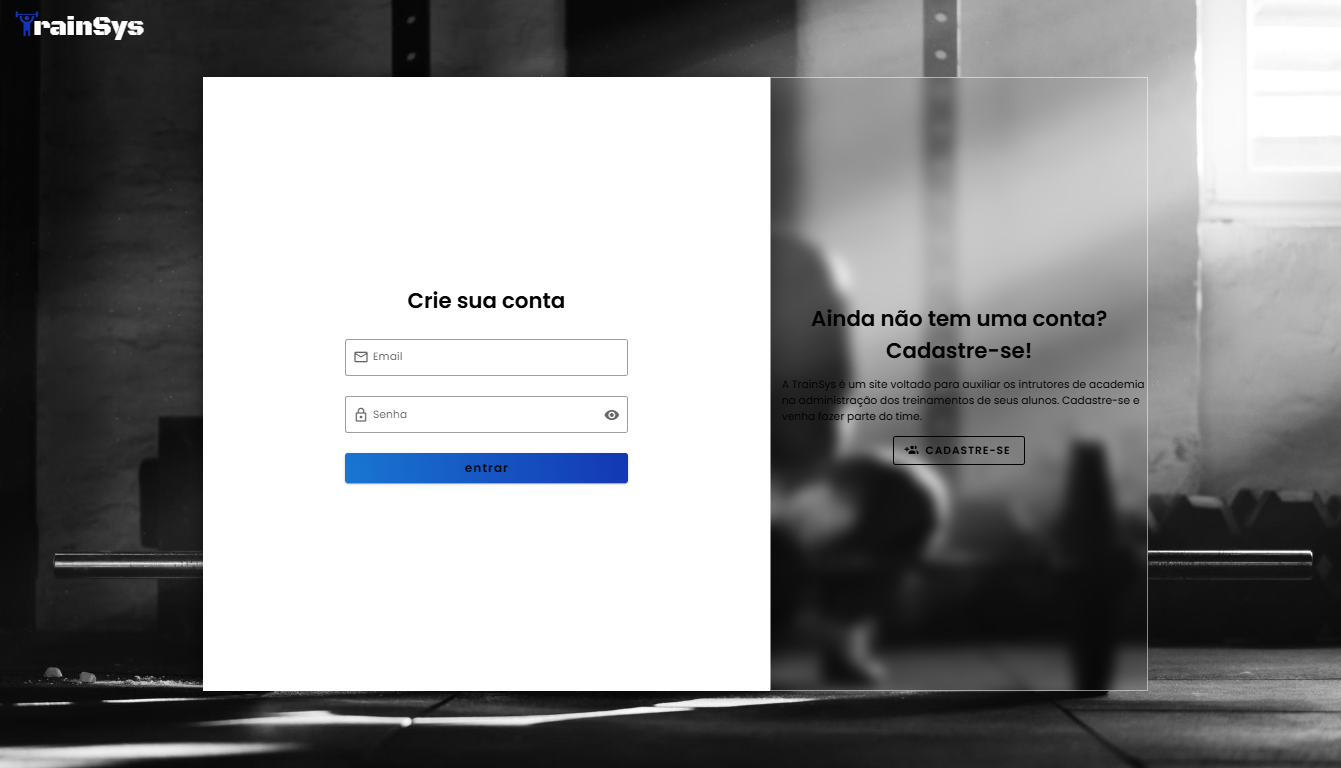 TrainSys
Crie sua conta
Email
Senha
entrar
Ainda não tem uma conta?
Cadastre-se!
A TrainSys é um site voltado para auxiliar os intrutores de academia
na administração dos treinamentos de seus alunos. Cadastre-se e
venha fazer parte do time.
CADASTRE-SE